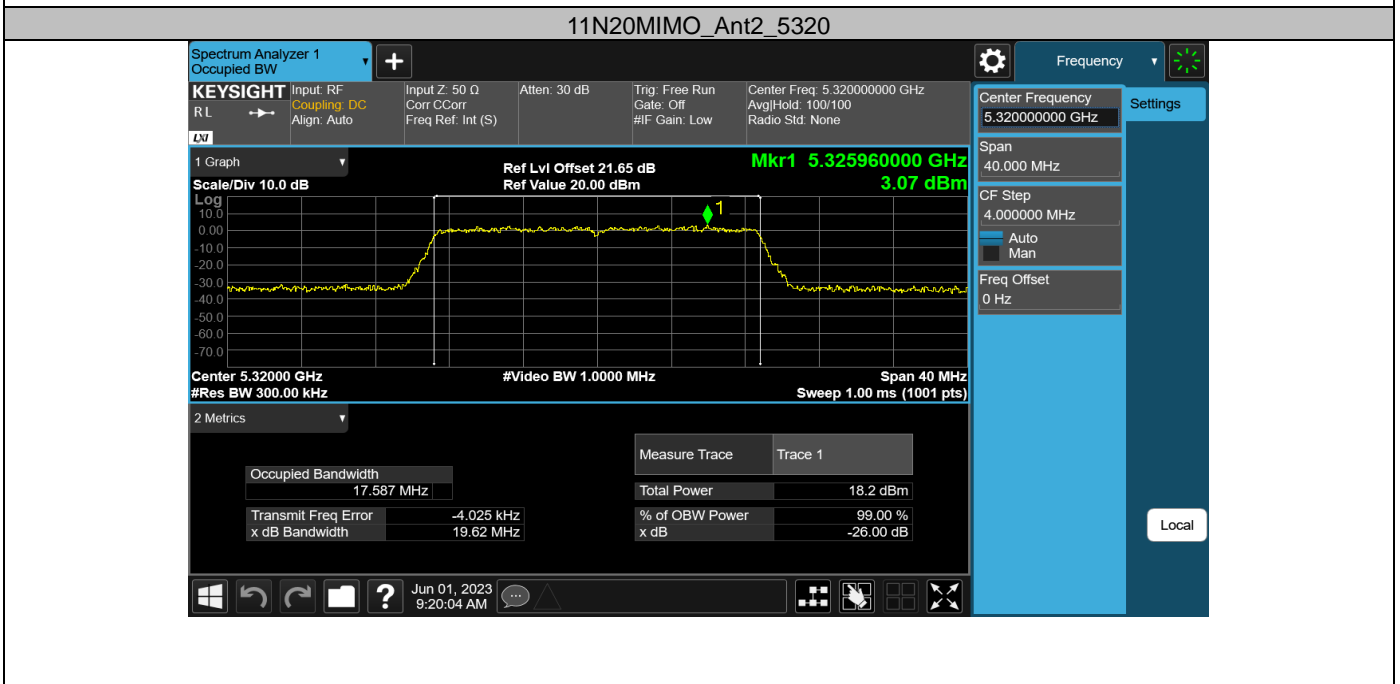 11N20MIMO_Ant2_5320
Spectrum Analyzer 1
Occupied BW
Frequency
KEYSIGHT
RL
LXI
Input: RF
Coupling: DC
Align: Auto
Input Z: 50 Ω
Corr CCorr
Freq Ref: Int (S)
Atten: 30 dB
Trig: Free Run
Gate: Off
#IF Gain: Low
Center Freq: 5.320000000 GHz
Avg|Hold: 100/100
Radio Std: None
Center Frequency
5.320000000 GHz
Settings
Span
40.000 MHz
CF Step
4.000000 MHz
Auto
Man
Freq Offset
0 Hz
Local
1 Graph
Scale/Div 10.0 dB
Ref Lvl Offset 21.65 dB
Ref Value 20.00 dBm
Mkr1 5.325960000 GHz
3.07 dBm
Log
10.0
0.00
-10.0
-20.0
-30.0
-40.0
-50.0
-60.0
-70.0
1
Center 5.32000 GHz
#Res BW 300.00 kHz
#Video BW 1.0000 MHz
Span 40 MHz
Sweep 1.00 ms (1001 pts)
2 Metrics
Measure Trace Trace 1
Occupied Bandwidth
17.587 MHz
Total Power 18.2 dBm
Transmit Freq Error -4.025 kHz
% of OBW Power 99.00 %
x dB Bandwidth 19.62 MHz
x dB -26.00 dB
?
Jun 01, 2023
9:20:04 AM